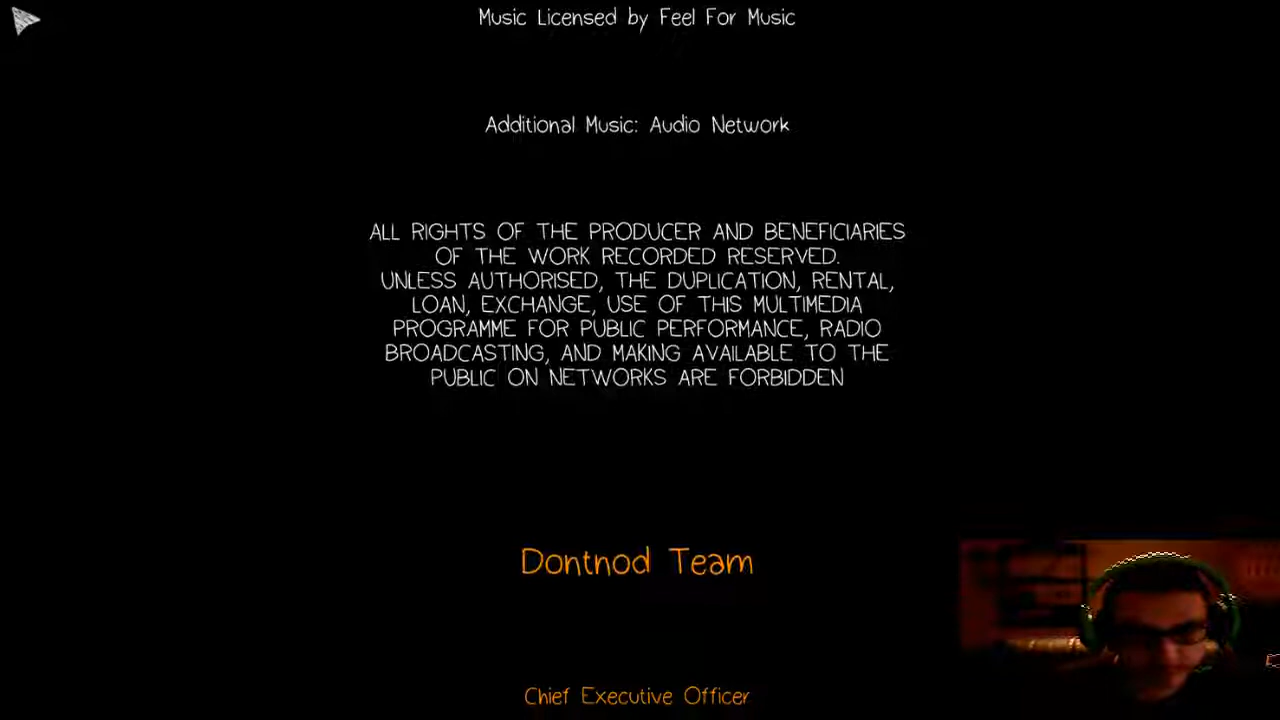 Music Licensed by Feel For Music
Additional Music: Audio Network
ALL RIGHTS OF THE PRODUCER AND BENEFICIARIES
OF THE WORK RECORDED RESERVED.
UNLESS AUTHORISED, THE DUPLICATION, RENTAL,
LOAN, EXCHANGE, USE OF THIS MULTIMEDIA
PROGRAMME FOR PUBLIC PERFORMANCE, RADIO
BROADCASTING, AND MAKING AVAILABLE TO THE
PUBLIC ON NETWORKS ARE FORBIDDEN
Dontnod Team
Chief Executive Officer